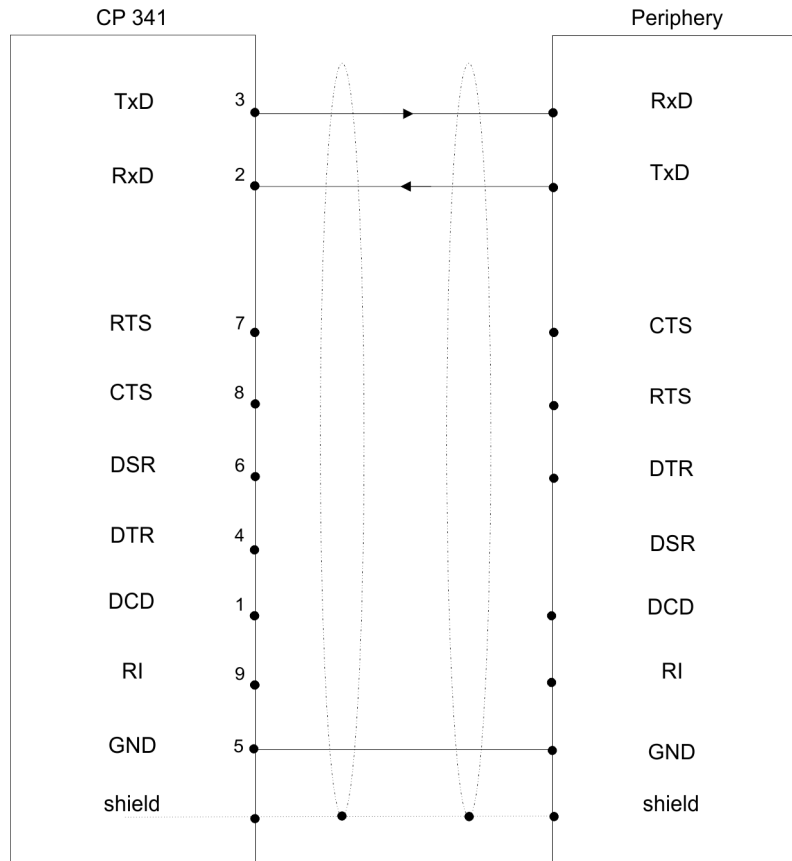 CP 341 Periphery
TxD 3 RxD
RxD 2 TxD
RTS 7 CTS
CTS 8 RTS
DSR 6 DTR
DTR 4 DSR
DCD 1 DCD
RI 9 RI
GND 5 GND
shield shield